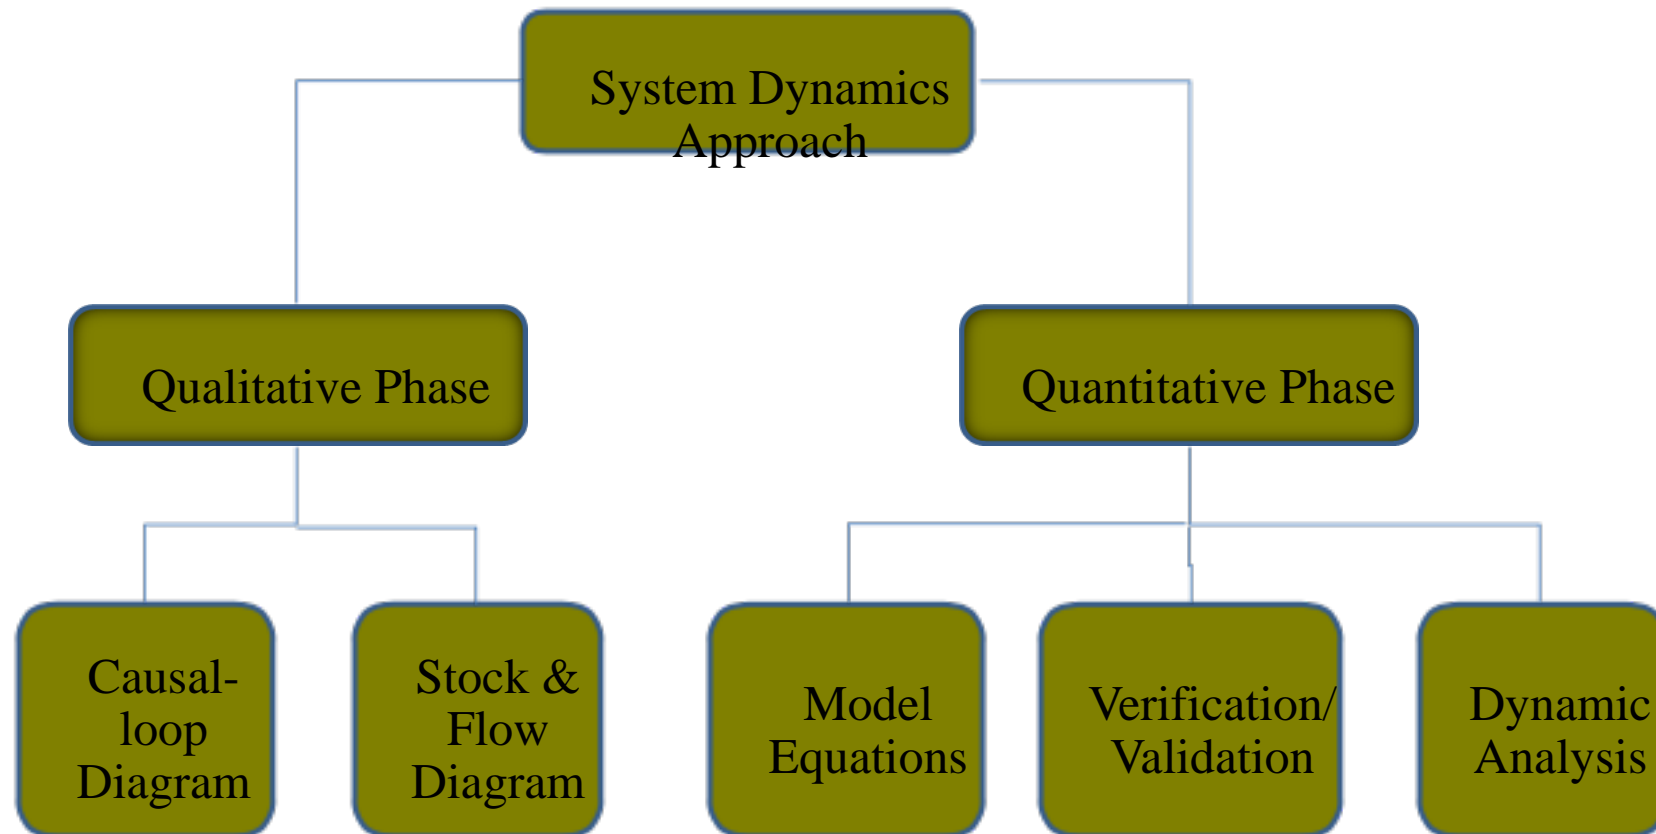 System Dynamics
Approach
Qualitative Phase
Quantitative Phase
Causal-
loop
Diagram
Stock &
Flow
Diagram
Model
Equations
Verification/
Validation
Dynamic
Analysis